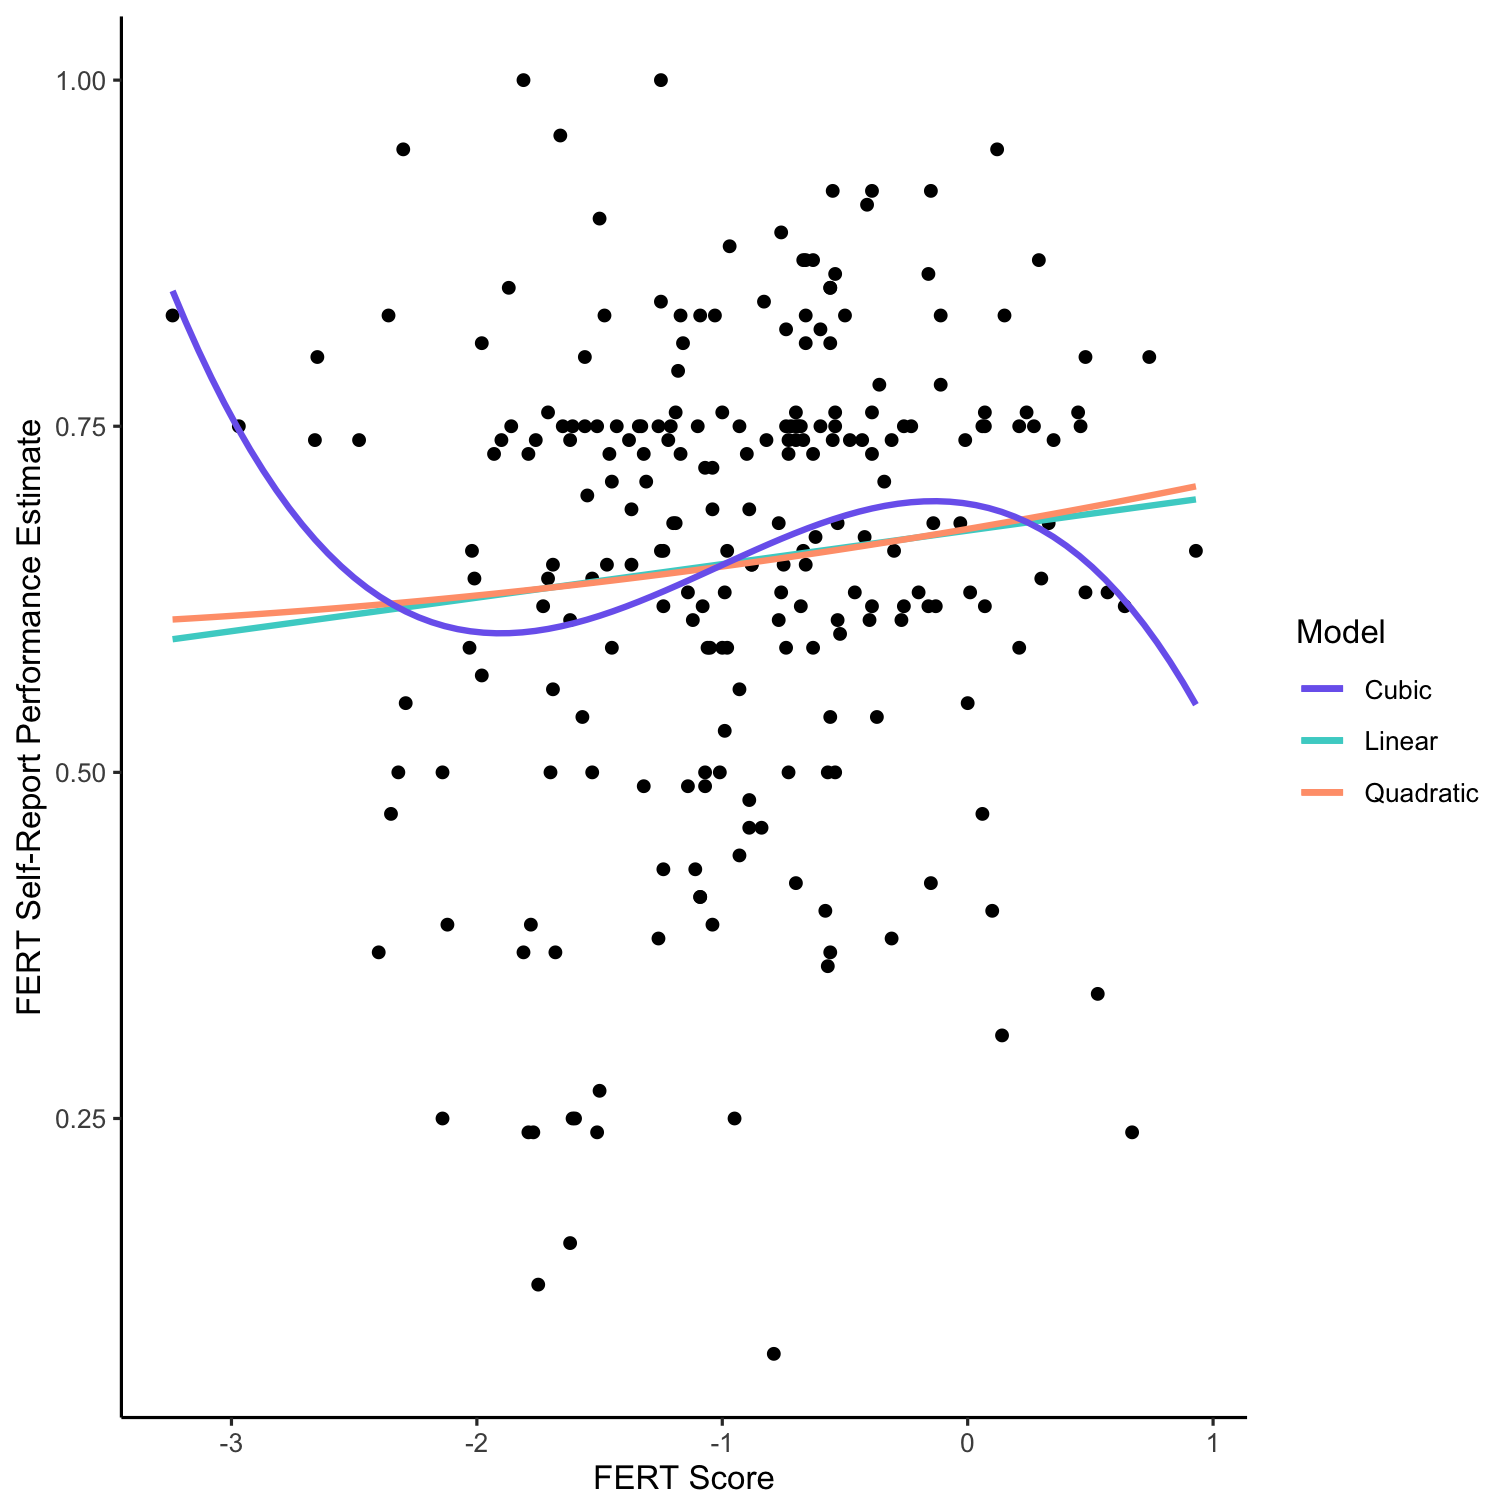 FERT Self-Report Performance Estimate
1.00
0.75
0.50
0.25
-3
-2
-1
0
1
FERT Score
Model
Cubic
Linear
Quadratic